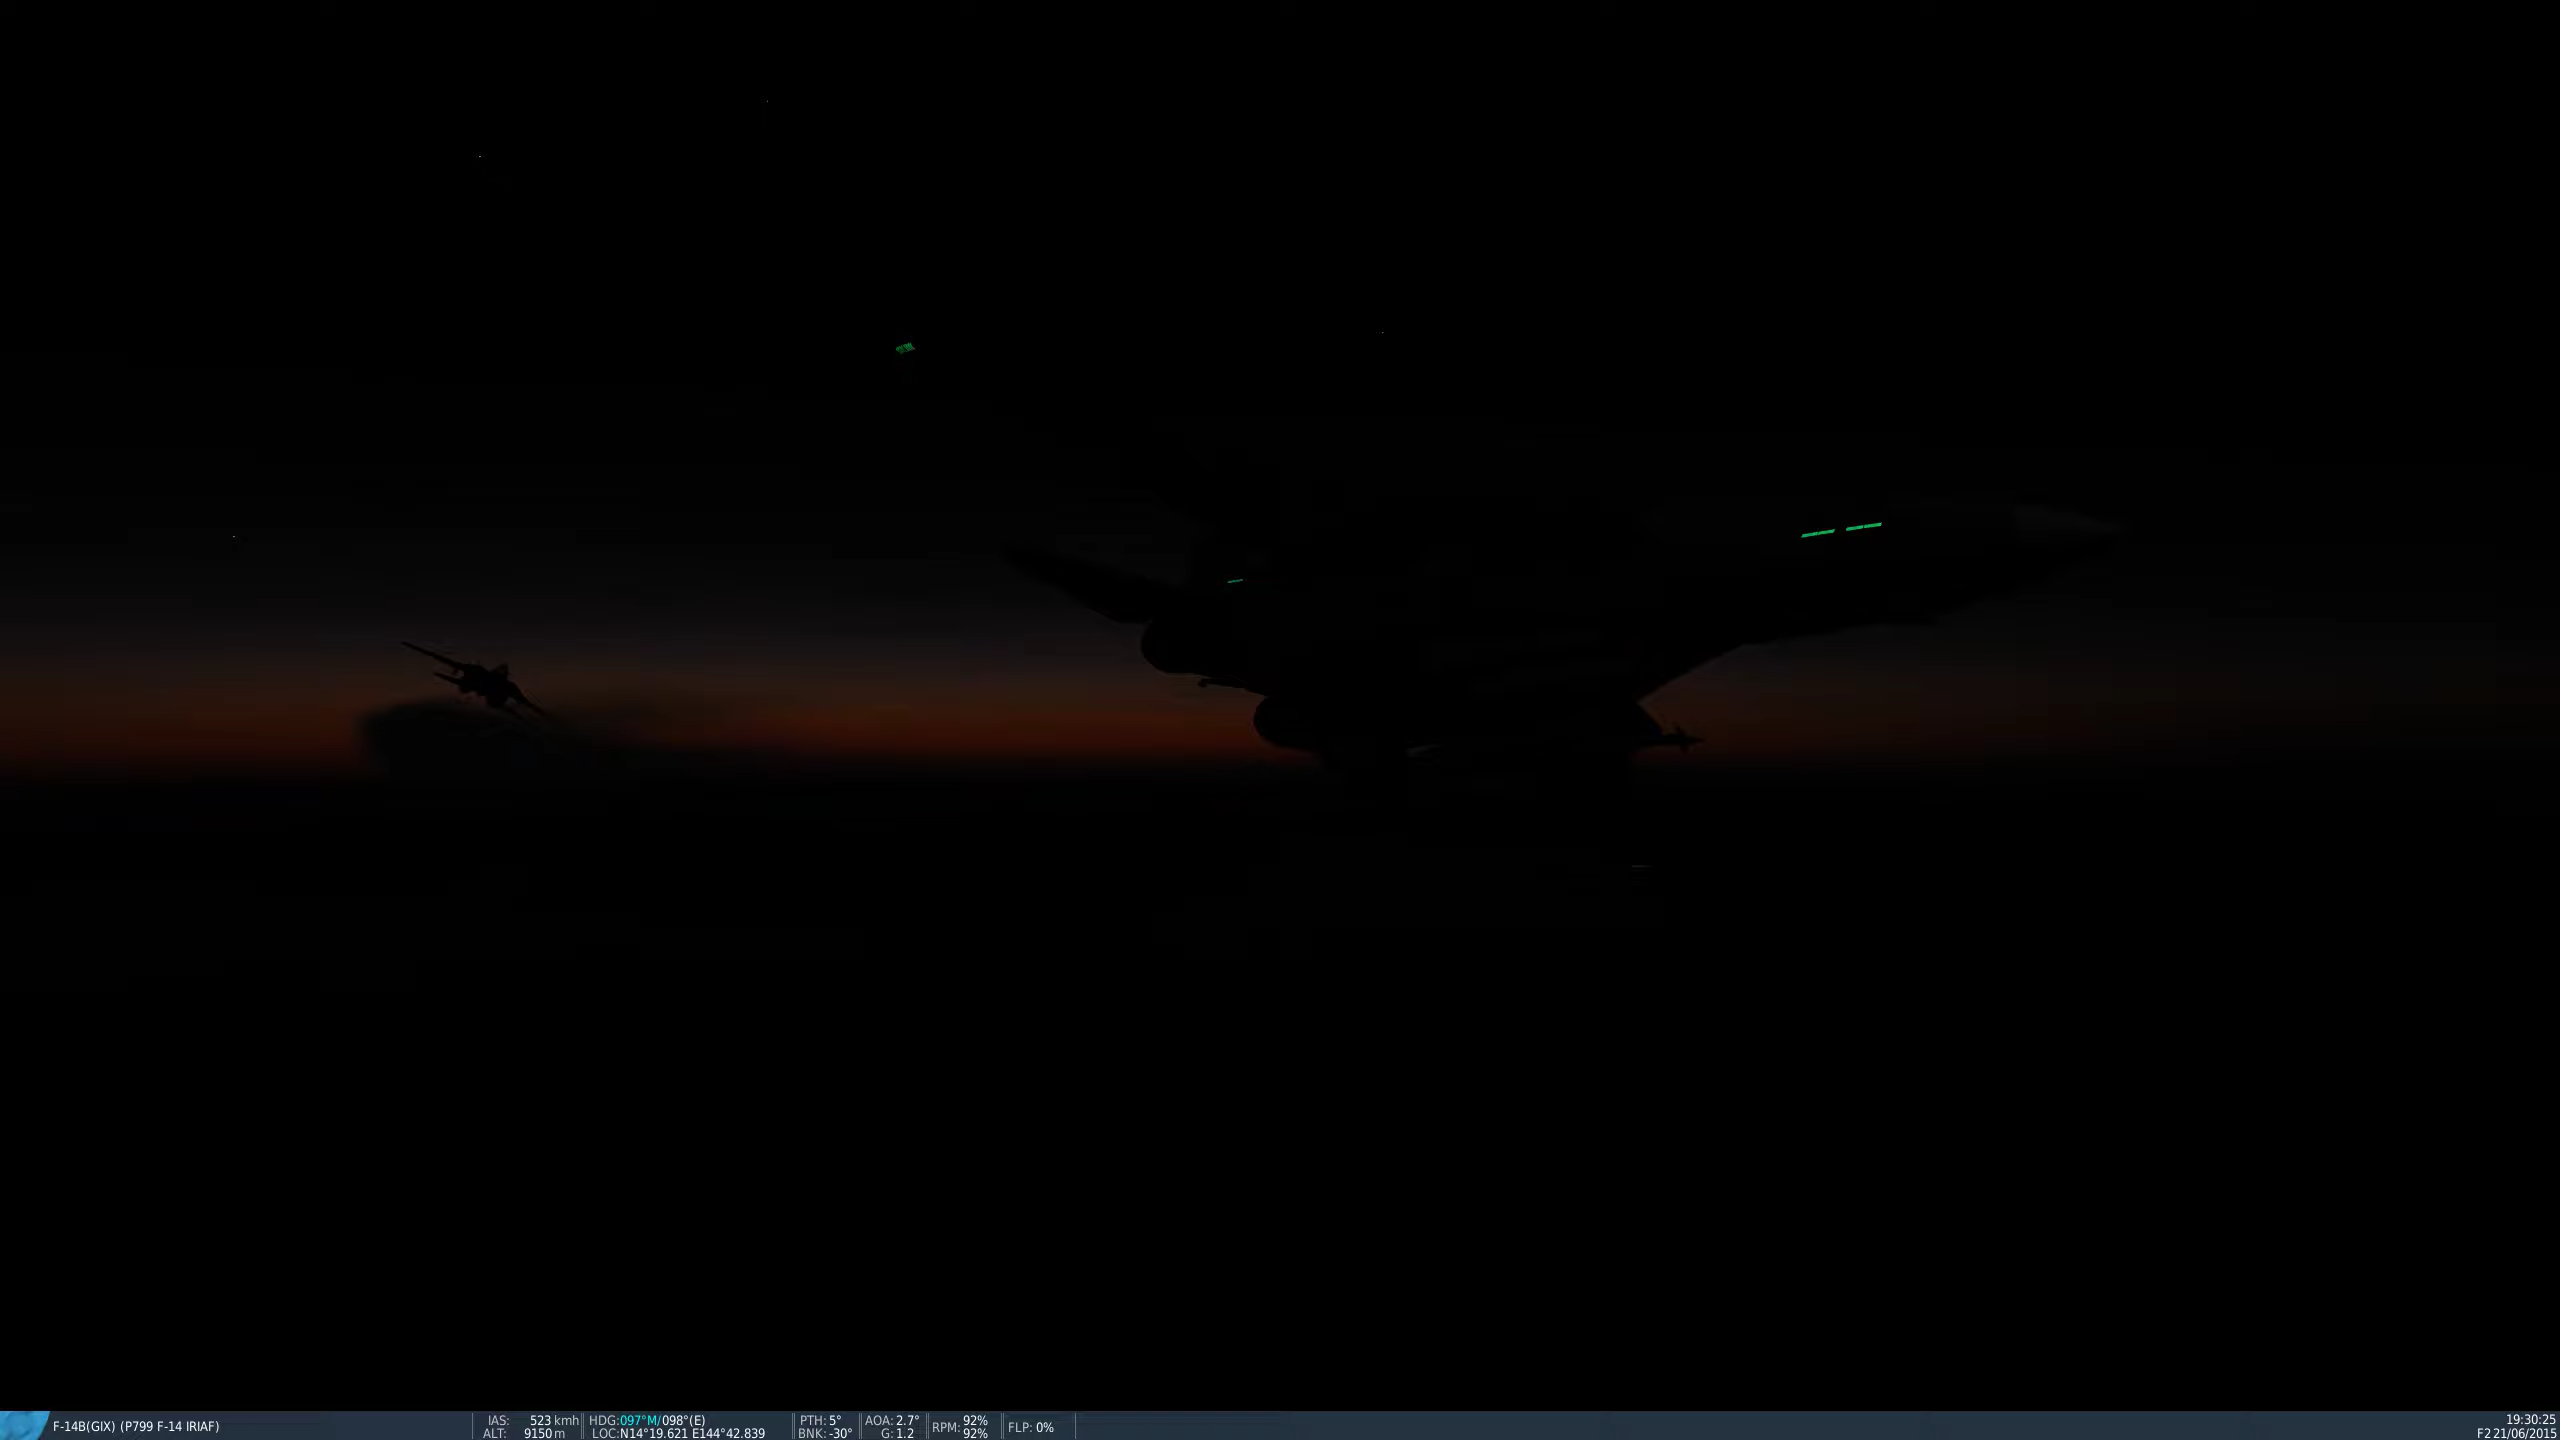 F-14B(GIX) (P799 F-14 IRIAF)
IAS: 523 kmh
ALT: 9150 m
HDG:097°M/098°(E)
LOC:N14°19.621 E144°42.839
PTH: 5°
BNK: -30°
AOA: 2.7°
G: 1.2
RPM: 92%
92%
FLP: 0%
19:30:25
F2 21/06/2015